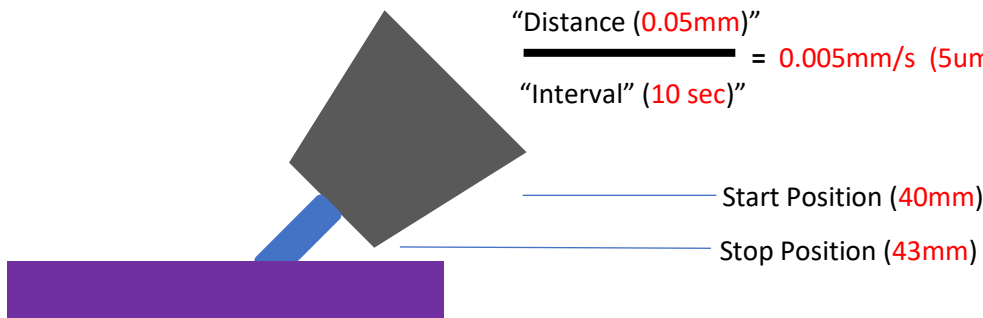 “Distance (0.05mm)”
= 0.005mm/s (5um
“Interval” (10 sec)”
Start Position (40mm)
Stop Position (43mm)